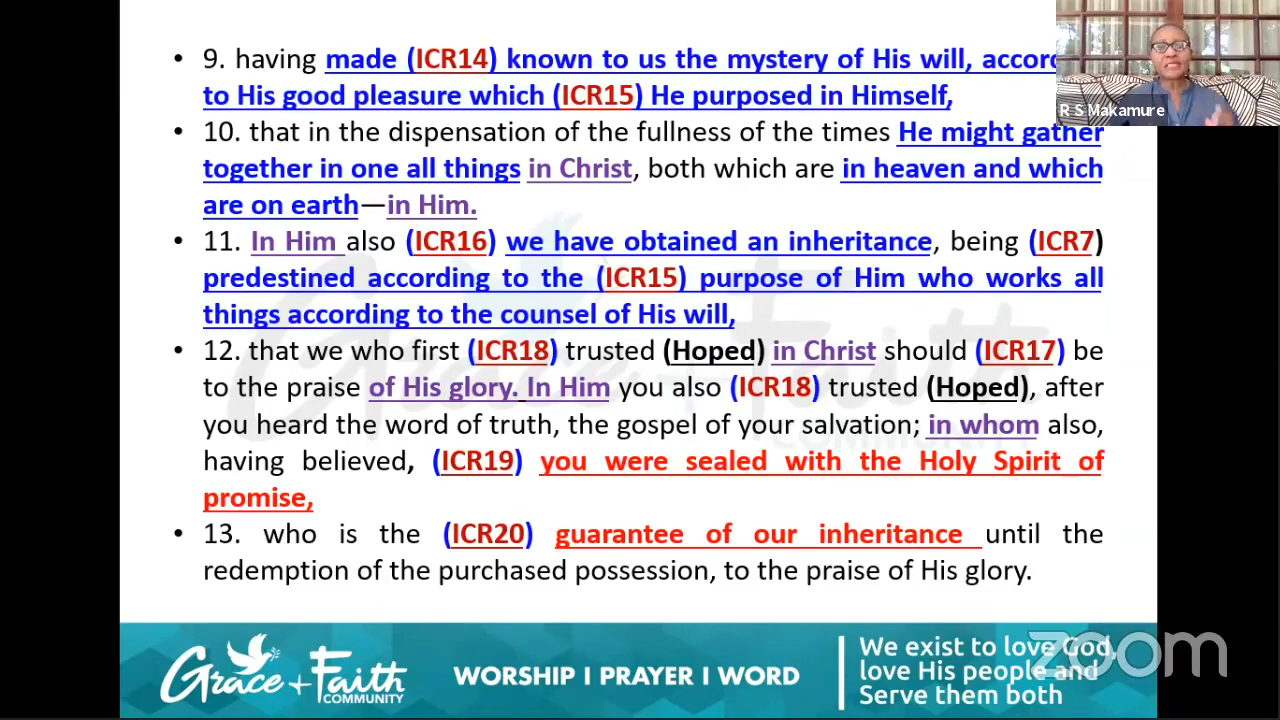 • 9. having made (ICR14) known to us the mystery of His will,
to His good pleasure which (ICR15) He purposed in Himself,
• 10. that in the dispensation of the fullness of the times He might gather
together in one all things in Christ, both which are in heaven and which
are on earth—in Him.
• 11. In Him also (ICR16) we have obtained an inheritance, being (ICR7)
predestined according to the (ICR15) purpose of Him who works all
things according to the counsel of His will,
• 12. that we who first (ICR18) trusted (Hoped) in Christ should (ICR17) be
to the praise of His glory. In Him you also (ICR18) trusted (Hoped), after
you heard the word of truth, the gospel of your salvation; in whom also,
having believed, (ICR19) you were sealed with the Holy Spirit of
promise,
• 13. who is the (ICR20) guarantee of our inheritance until the
redemption of the purchased possession, to the praise of His glory.
R S Makamure
Grace + Faith
COMMUNITY
WORSHIP I PRAYER I WORD
We exist to love God,
love His people and
Serve them both
zoom